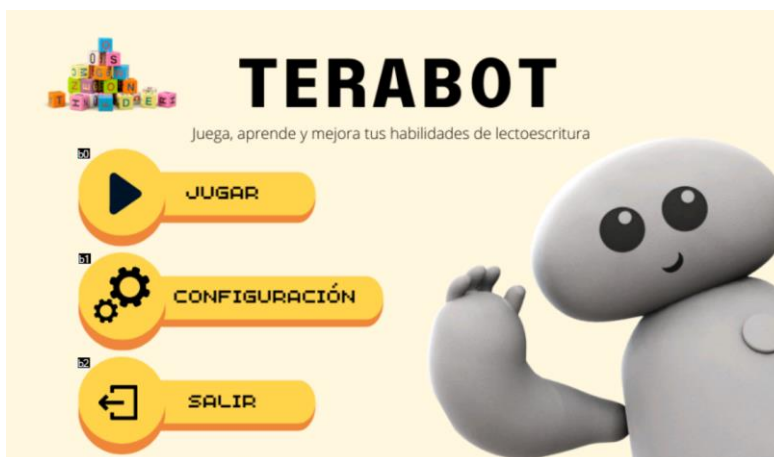 TERABOT
Juega, aprende y mejora tus habilidades de lectoescritura
b0
JUGAR
b1
CONFIGURACIÓN
b2
SALIR